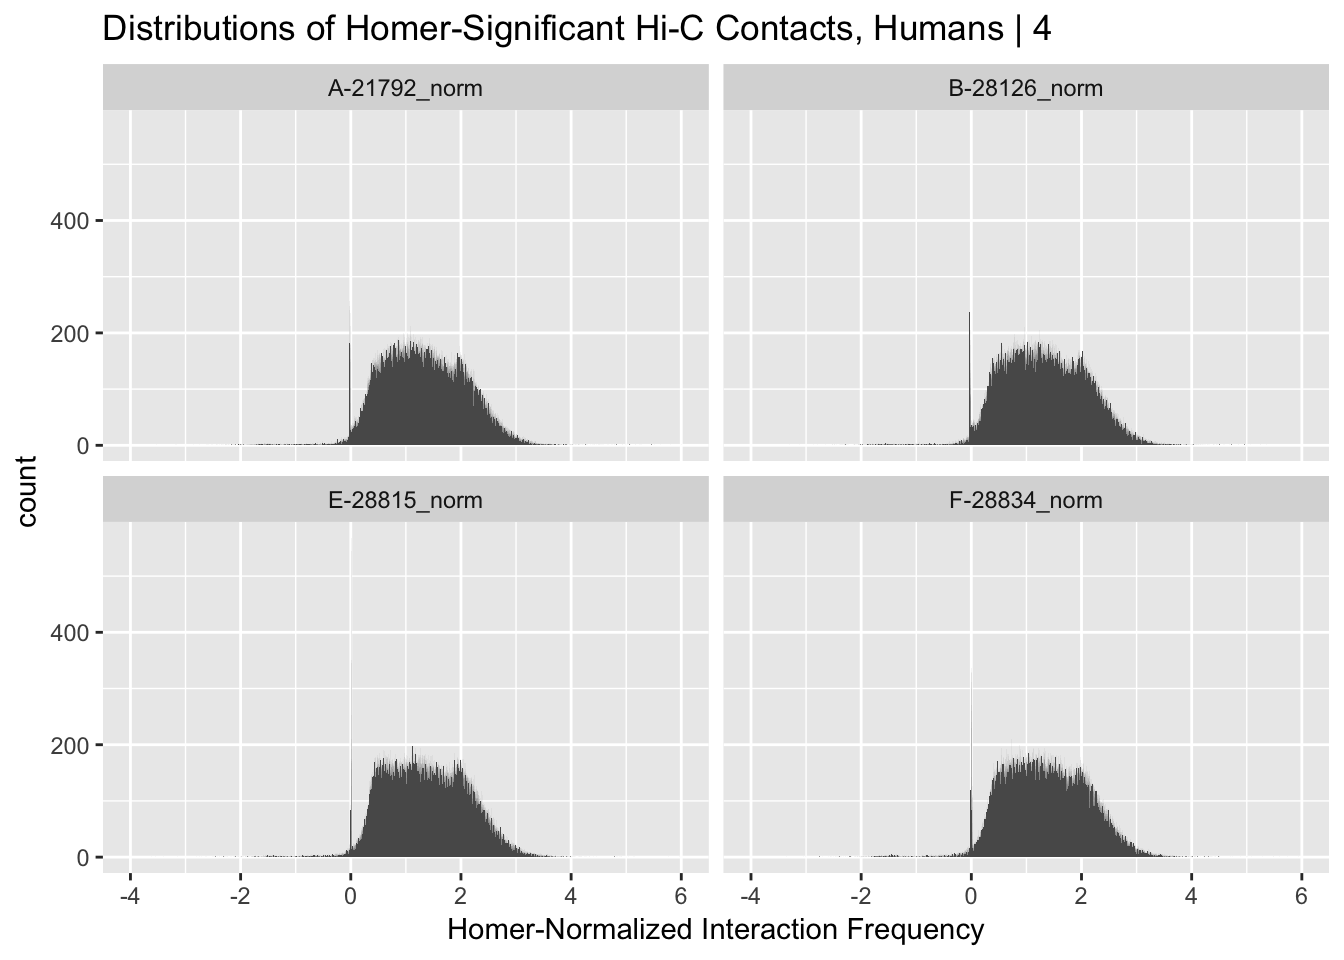 Distributions of Homer-Significant Hi-C Contacts, Humans | 4
A-21792_norm
B-28126_norm
400
200
0
E-28815_norm
F-28834_norm
400
200
0
-4 -2 0 2 4 6
-4 -2 0 2 4 6
count
Homer-Normalized Interaction Frequency